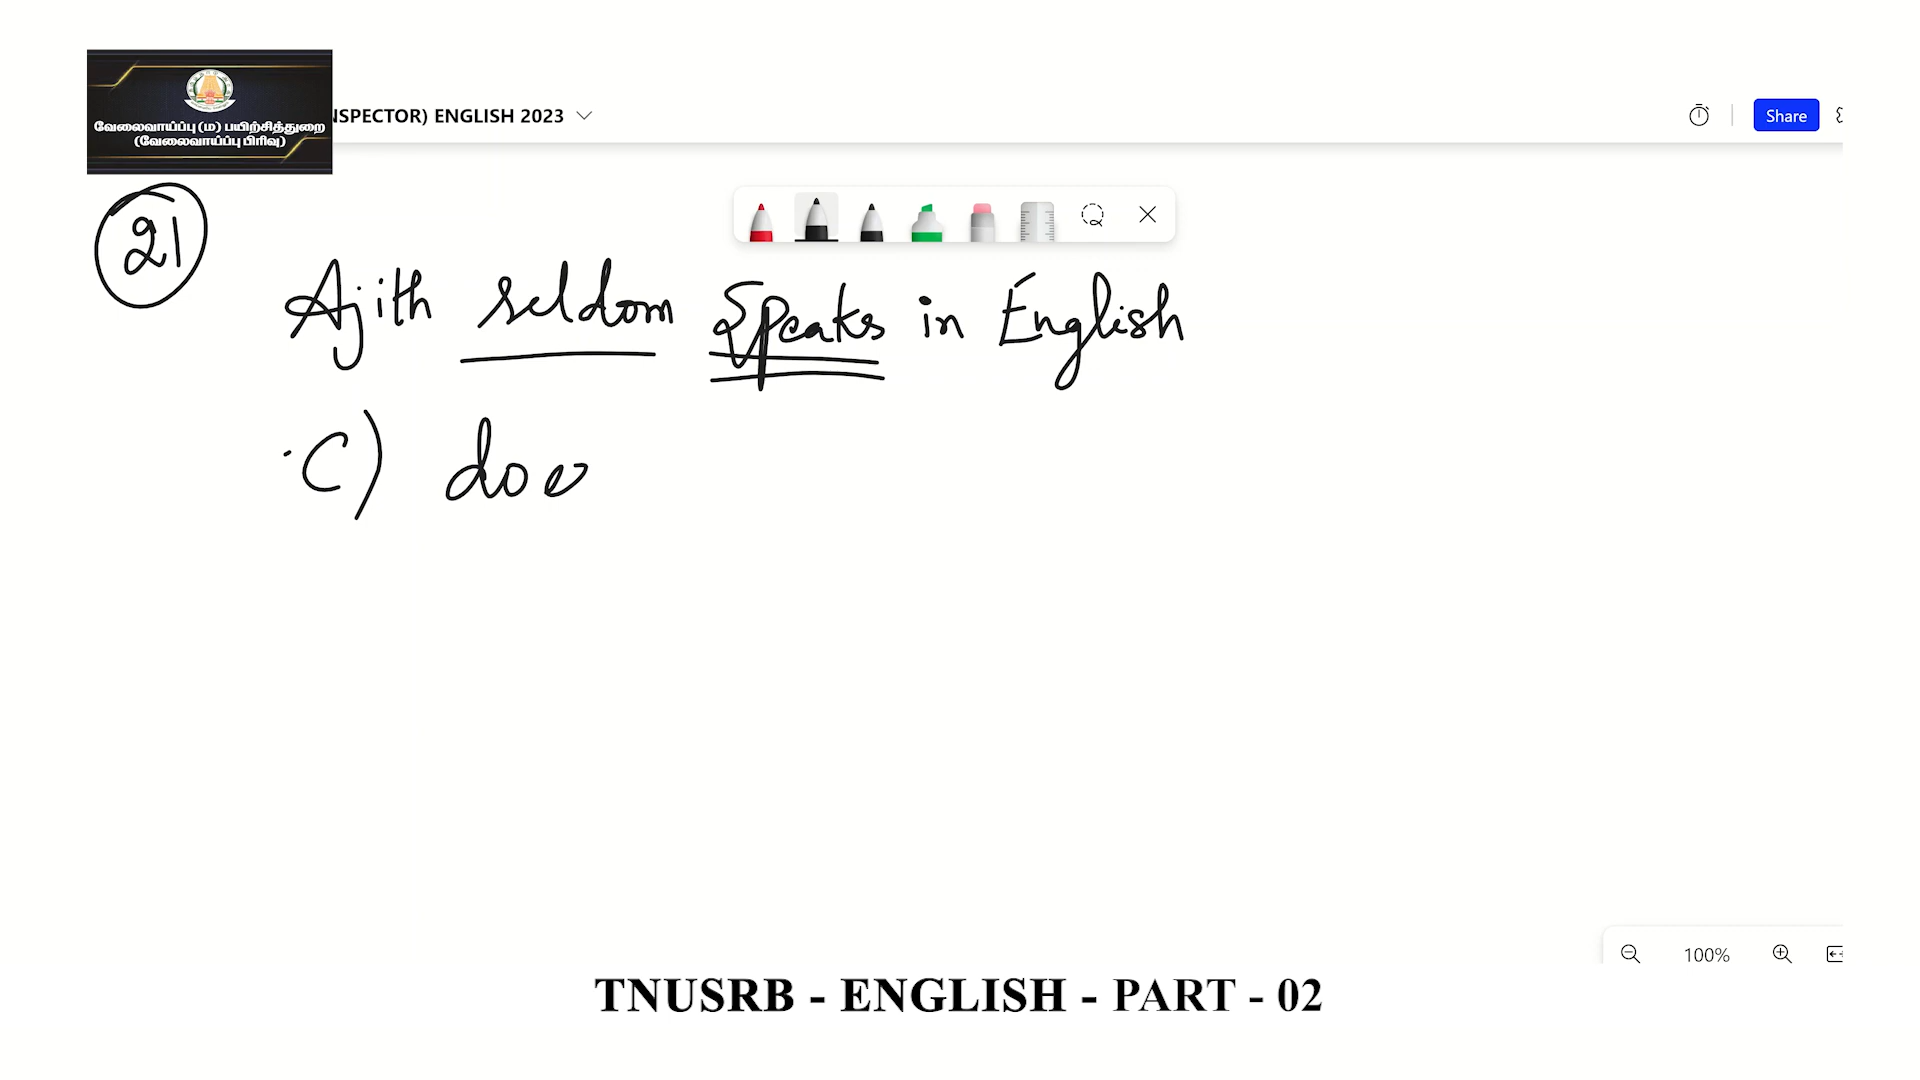 வேலைவாய்ப்பு (ம) பயிற்சித்துறை
(வேலைவாய்ப்பு பிரிவு)
NSPECTOR) ENGLISH 2023
Share
21
Ajith seldom Speaks in English
C) doe
100%
TNUSRB - ENGLISH - PART - 02